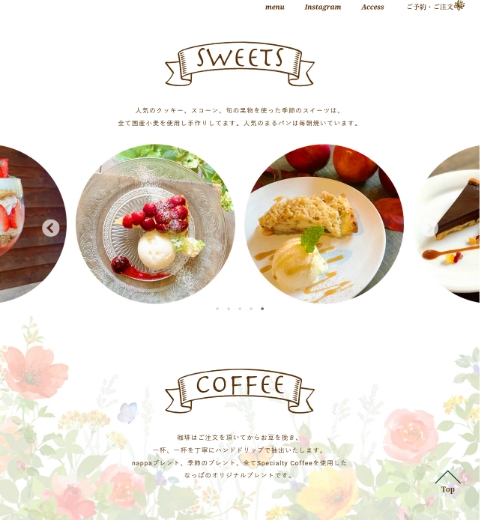 menu Instagram Access ご予約・ご注文
SWEETS
人気のクッキー、スコーン、旬の果物を使った季節のスイーツは、
全て国産小麦を使用し手作りしてます。人気のまるパンは毎朝焼いています。
COFFEE
珈琲はご注文を頂いてからお豆を挽き、
一杯、一杯を丁寧にハンドドリップで抽出いたします。
nappaブレンド、季節のブレンド、全てSpecialty Coffeeを使用した
なっぱのオリジナルブレンドです。
Top